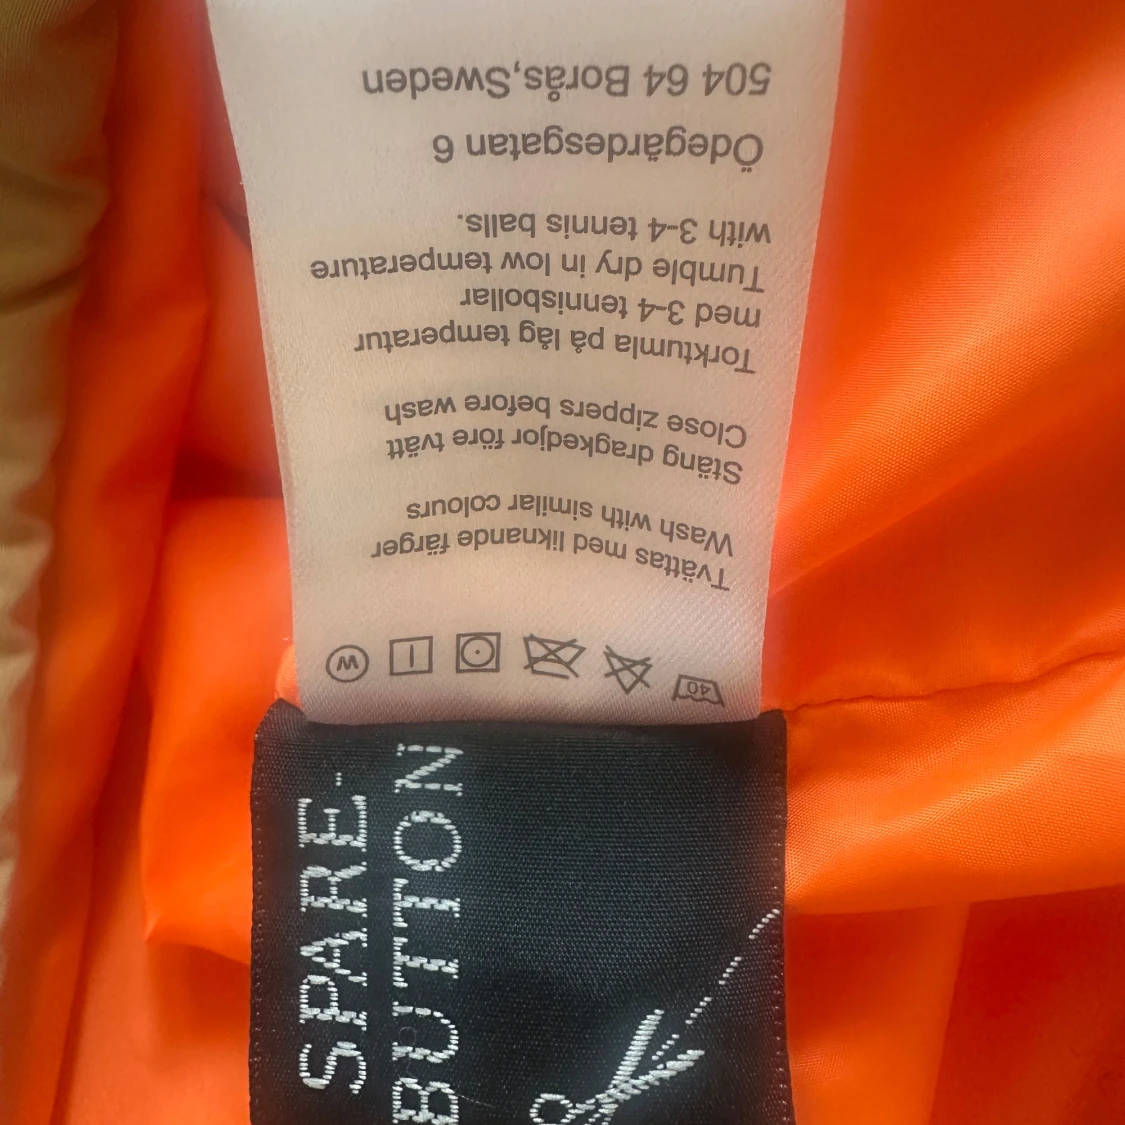 40 W
Tvättas med liknande färger
Wash with similar colours
Stäng dragkedjor före tvätt
Close zippers before wash
Torktumla på låg temperatur
med 3-4 tennisbollar
Tumble dry in low temperature
with 3-4 tennis balls.
Ödegärdesgatan 6
504 64 Borås,Sweden
SPARE-
BUTTON